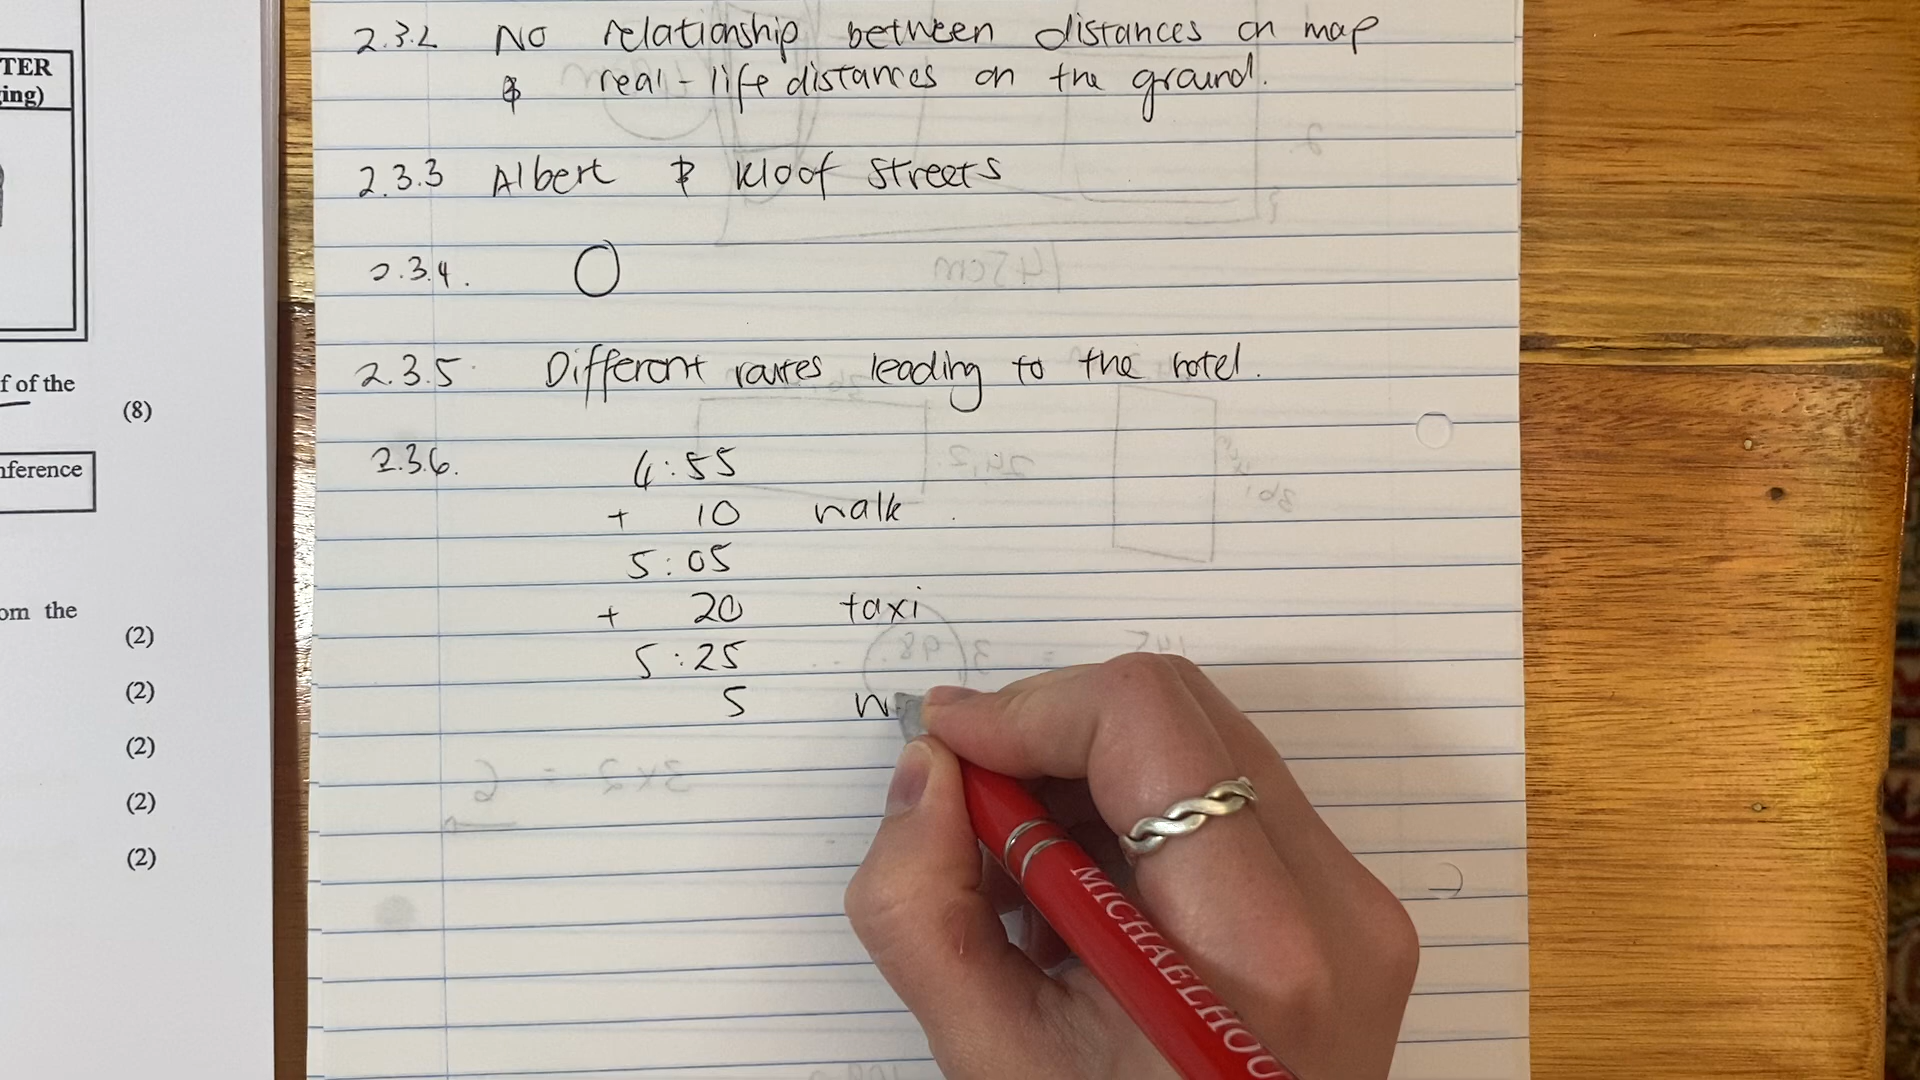 TER
ing)
f of the
(8)
nference
om the
(2)
(2)
(2)
(2)
(2)
2.3.2 No relationship between distances on map
& real-life distances on the ground.
2.3.3 Albert & Kloof Streets
2.3.4. O
2.3.5 Different routes leading to the hotel.
2.3.6. 4:55
+ 10 walk.
5:05
+ 20 taxi
5:25
5 w
MICHAELHOU